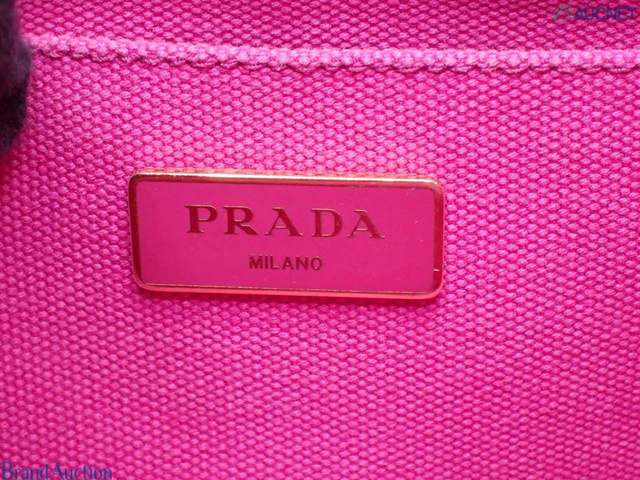 AUCNET
PRADA
MILANO
Brand Auction